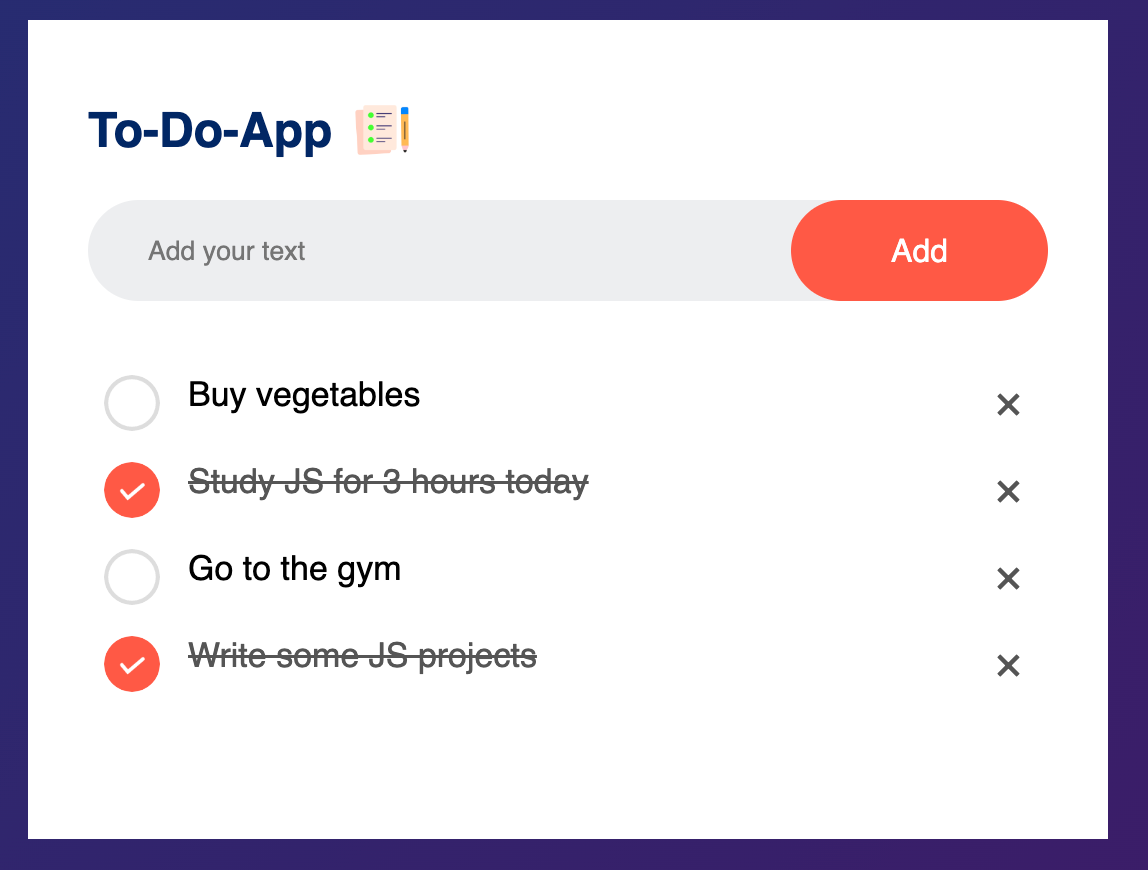 To-Do-App
Add your text
Add
Buy vegetables
Study JS for 3 hours today
Go to the gym
Write some JS projects